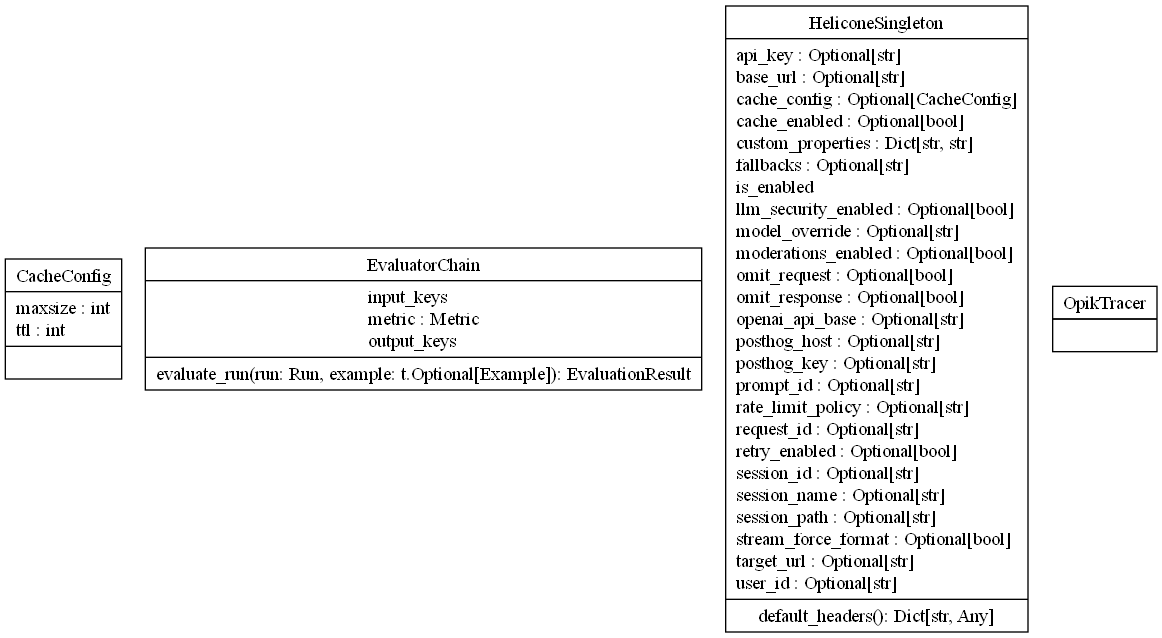 CacheConfig
maxsize : int
ttl : int
EvaluatorChain
input_keys
metric : Metric
output_keys
evaluate_run(run: Run, example: t.Optional[Example]): EvaluationResult
HeliconeSingleton
api_key : Optional[str]
base_url : Optional[str]
cache_config : Optional[CacheConfig]
cache_enabled : Optional[bool]
custom_properties : Dict[str, str]
fallbacks : Optional[str]
is_enabled
llm_security_enabled : Optional[bool]
model_override : Optional[str]
moderations_enabled : Optional[bool]
omit_request : Optional[bool]
omit_response : Optional[bool]
openai_api_base : Optional[str]
posthog_host : Optional[str]
posthog_key : Optional[str]
prompt_id : Optional[str]
rate_limit_policy : Optional[str]
request_id : Optional[str]
retry_enabled : Optional[bool]
session_id : Optional[str]
session_name : Optional[str]
session_path : Optional[str]
stream_force_format : Optional[bool]
target_url : Optional[str]
user_id : Optional[str]
default_headers(): Dict[str, Any]
OpikTracer